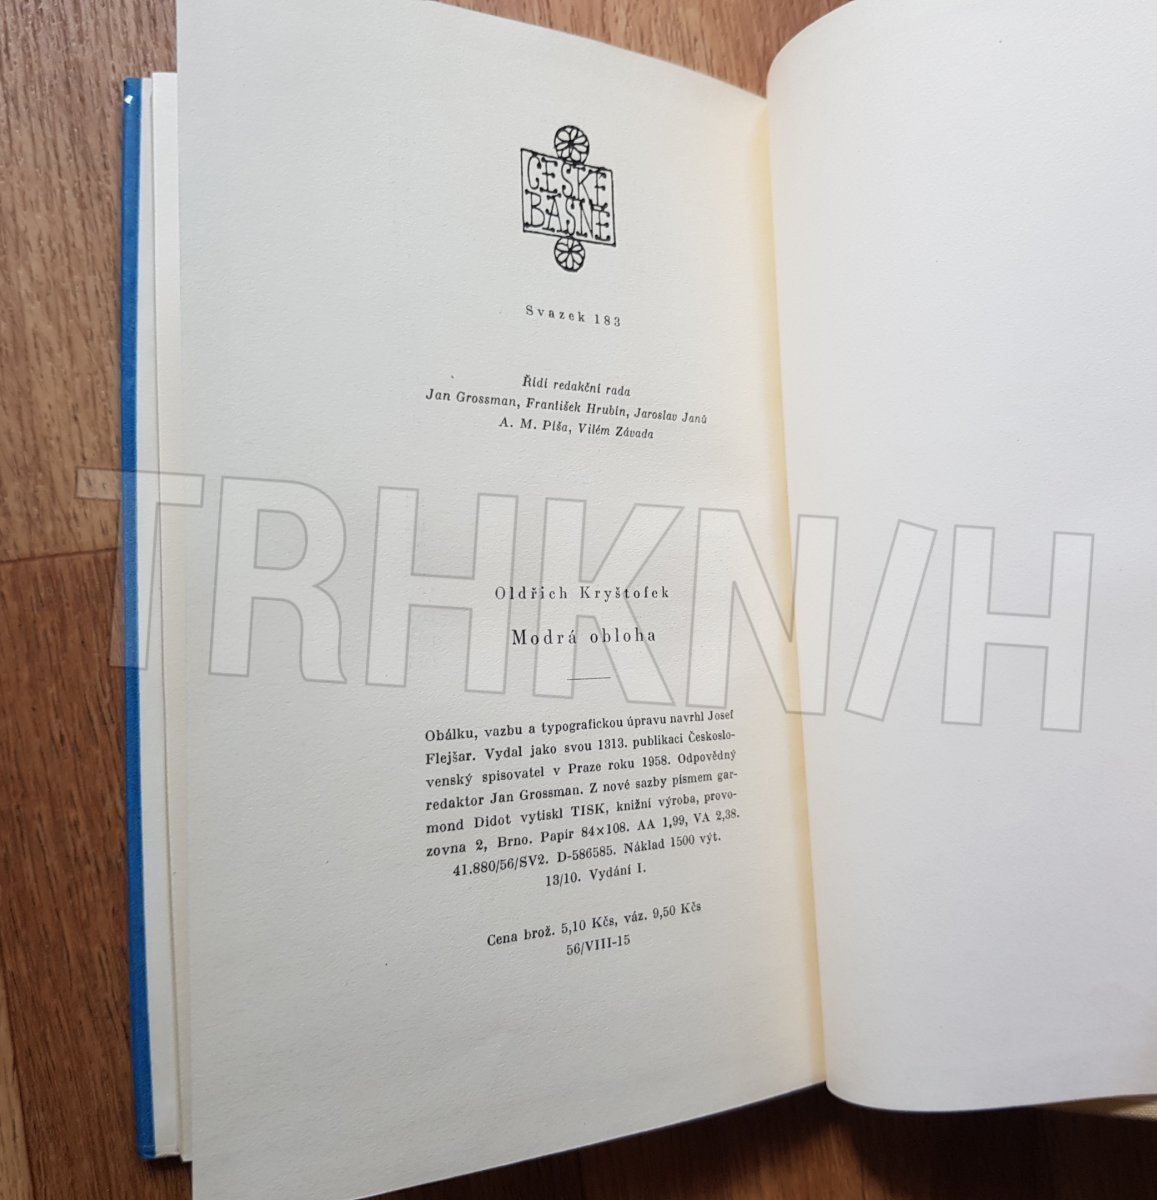 ČESKÉ
BÁSNĚ
Svazek 183
Řídí redakční rada
Jan Grossman, František Hrubín, Jaroslav Janů
A. M. Píša, Vilém Závada
TRHKN/H
Oldřich Kryštofek
Modrá obloha
Obálku, vazbu a typografickou úpravu navrhl Josef
Flejšar. Vydal jako svou 1313. publikaci Českoslo-
venský spisovatel v Praze roku 1958. Odpovědný
redaktor Jan Grossman. Z nové sazby písmem gar-
mond Didot vytiskl TISK, knižní výroba, provo-
zovna 2, Brno. Papír 84×108. AA 1,99, VA 2,38.
41.880/56/SV2. D-586585. Náklad 1500 výt.
13/10. Vydání I.
Cena brož. 5,10 Kčs, váz. 9,50 Kčs
56/VIII-15